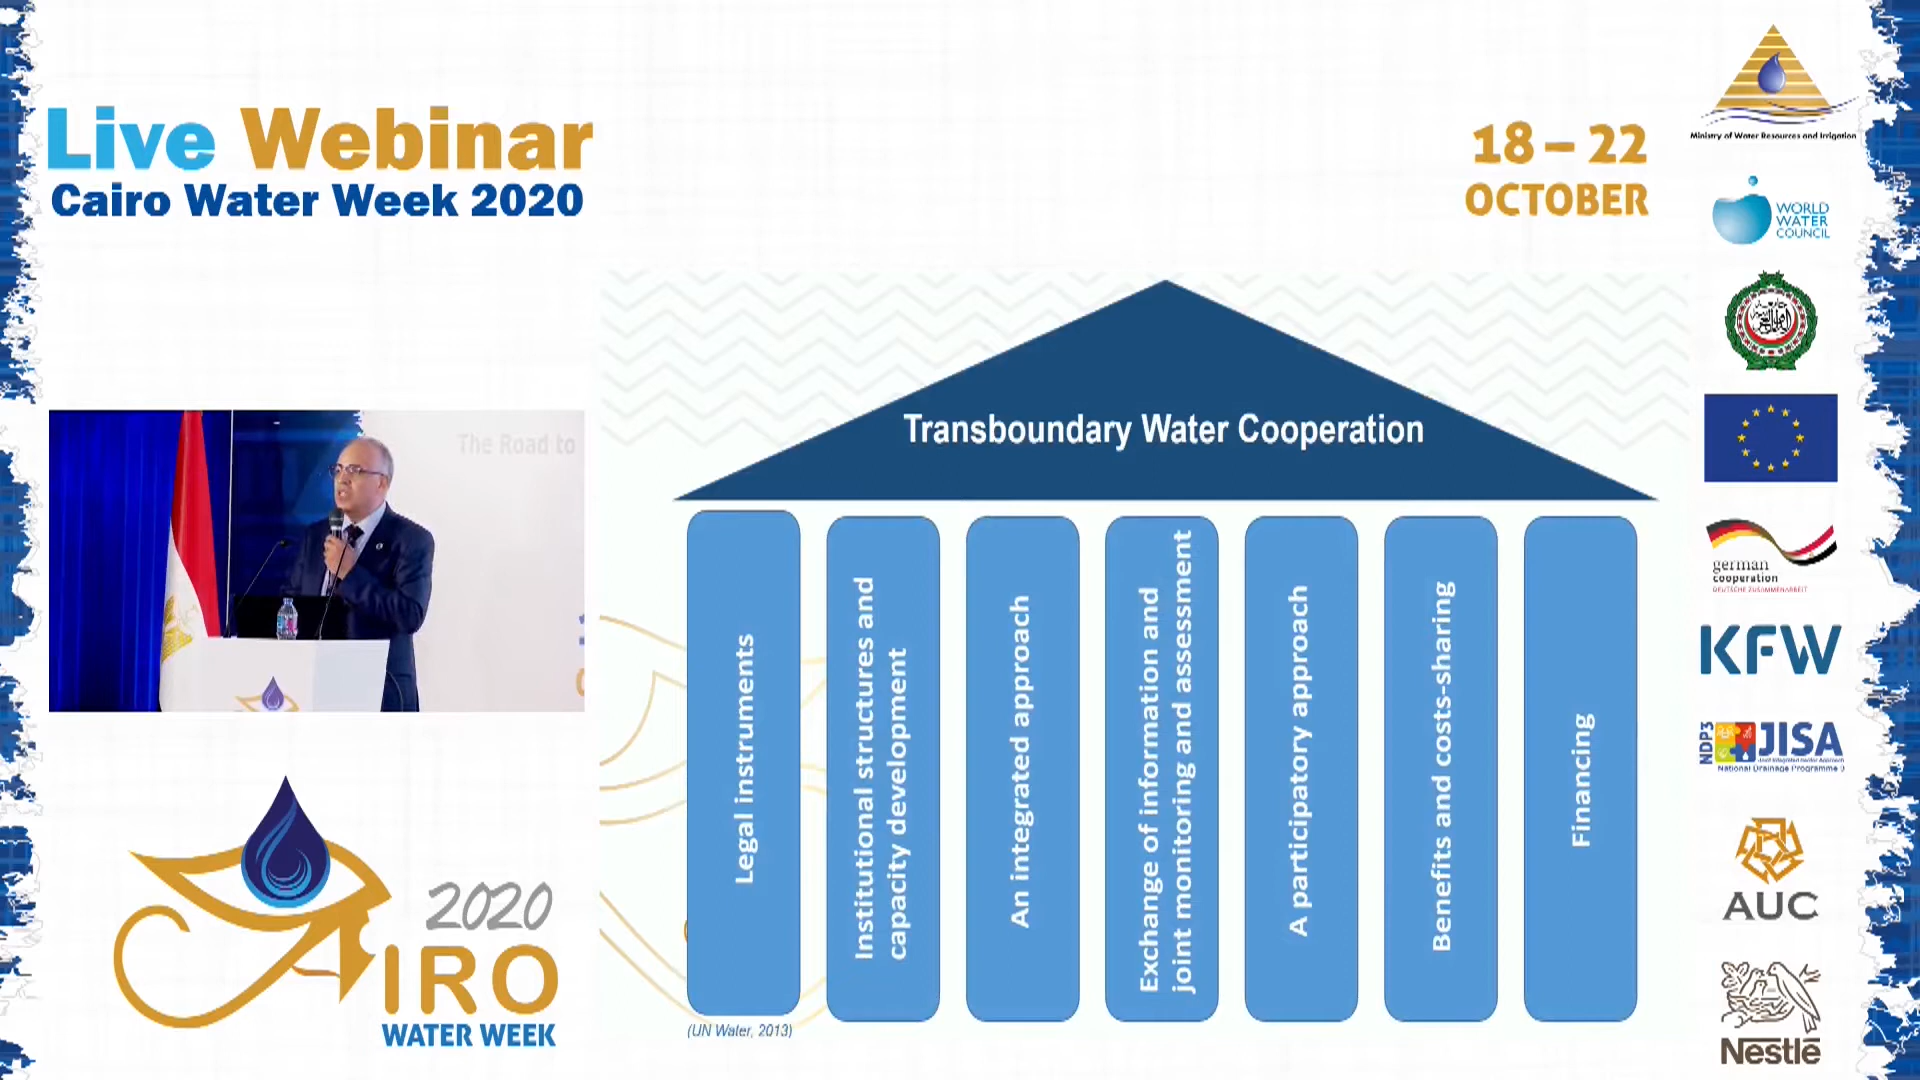 Live Webinar
Cairo Water Week 2020
18 – 22
OCTOBER
The Road to
2020
CAIRO
WATER WEEK
Transboundary Water Cooperation
Legal instruments
Institutional structures and
capacity development
An integrated approach
Exchange of information and
joint monitoring and assessment
A participatory approach
Benefits and costs-sharing
Financing
(UN Water, 2013)
Ministry of Water Resources and Irrigation
WORLD
WATER
COUNCIL
german
cooperation
DEUTSCHE ZUSAMMENARBEIT
KFW
NDP3
JISA
National Drainage Programme
AUC
Nestlé